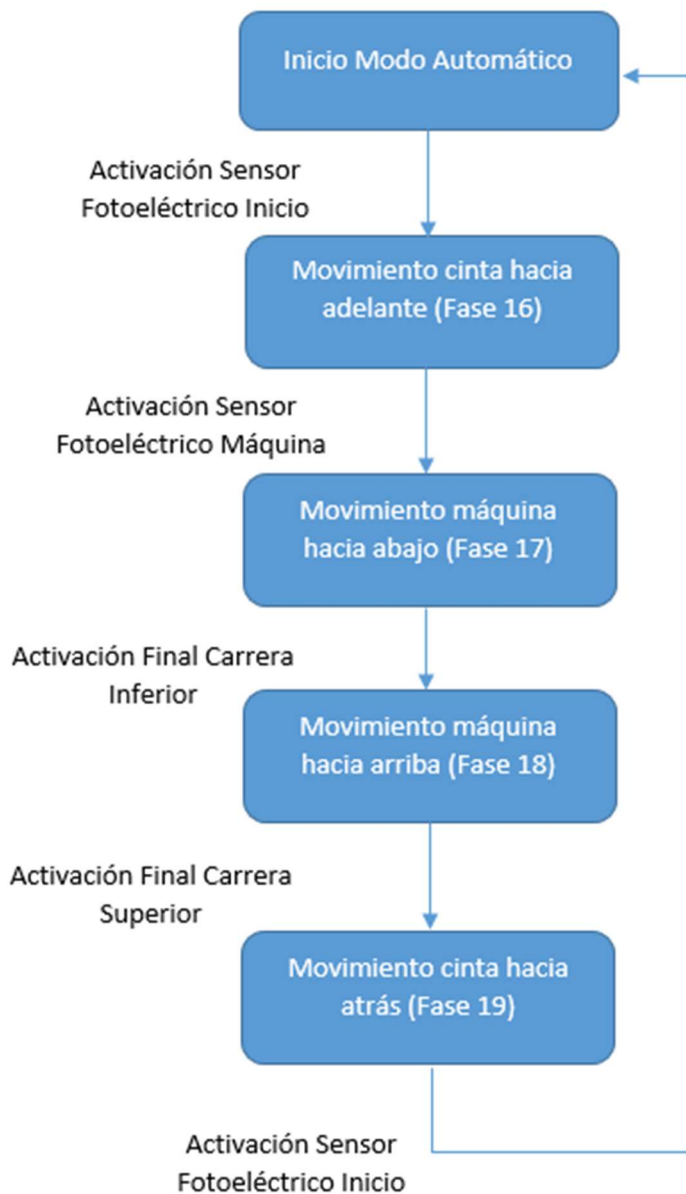 Inicio Modo Automático
Activación Sensor
Fotoeléctrico Inicio
Movimiento cinta hacia
adelante (Fase 16)
Activación Sensor
Fotoeléctrico Máquina
Movimiento máquina
hacia abajo (Fase 17)
Activación Final Carrera
Inferior
Movimiento máquina
hacia arriba (Fase 18)
Activación Final Carrera
Superior
Movimiento cinta hacia
atrás (Fase 19)
Activación Sensor
Fotoeléctrico Inicio